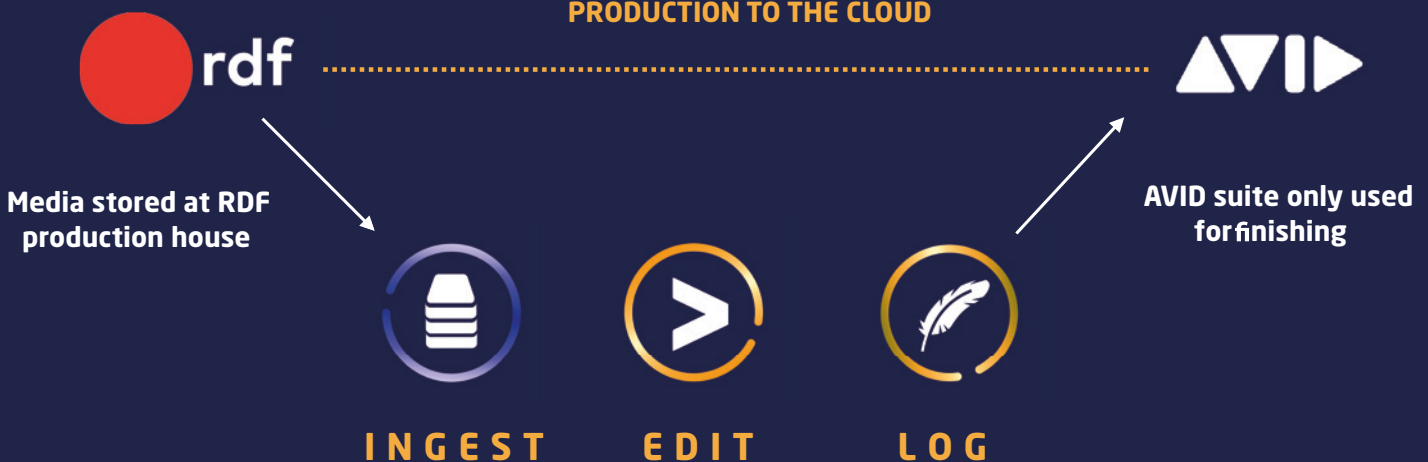 PRODUCTION TO THE CLOUD
rdf
AVID
Media stored at RDF
production house
AVID suite only used
for finishing
INGEST
EDIT
LOG